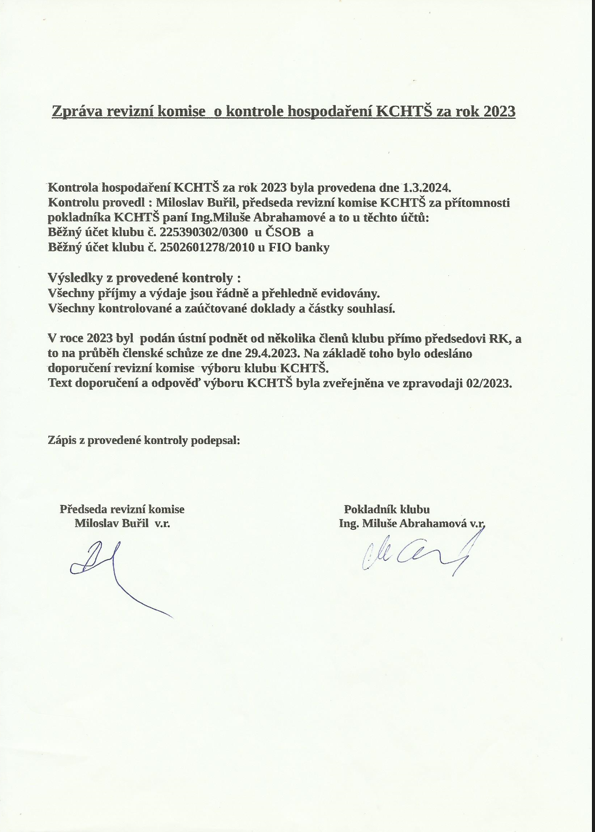 Zpráva revizní komise o kontrole hospodaření KCHTŠ za rok 2023
Kontrola hospodaření KCHTŠ za rok 2023 byla provedena dne 1.3.2024.
Kontrolu provedl : Miloslav Buřil, předseda revizní komise KCHTŠ za přítomnosti
pokladníka KCHTŠ paní Ing.Miluše Abrahamové a to u těchto účtů:
Běžný účet klubu č. 225390302/0300 u ČSOB a
Běžný účet klubu č. 2502601278/2010 u FIO banky
Výsledky z provedené kontroly :
Všechny příjmy a výdaje jsou řádně a přehledně evidovány.
Všechny kontrolované a zaúčtované doklady a částky souhlasí.
V roce 2023 byl podán ústní podnět od několika členů klubu přímo předsedovi RK, a
to na průběh členské schůze ze dne 29.4.2023. Na základě toho bylo odesláno
doporučení revizní komise výboru klubu KCHTŠ.
Text doporučení a odpověď výboru KCHTŠ byla zveřejněna ve zpravodaji 02/2023.
Zápis z provedené kontroly podepsal:
Předseda revizní komise
Miloslav Buřil v.r.
Pokladník klubu
Ing. Miluše Abrahamová v.r.